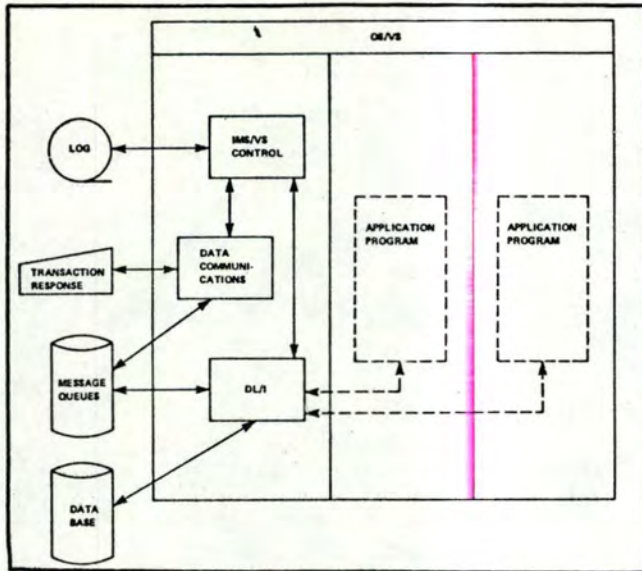 OS/VS
LOG
IMS/VS
CONTROL
APPLICATION
PROGRAM
APPLICATION
PROGRAM
DATA
COMMUNI-
CATIONS
TRANSACTION
RESPONSE
MESSAGE
QUEUES
DL/I
DATA
BASE